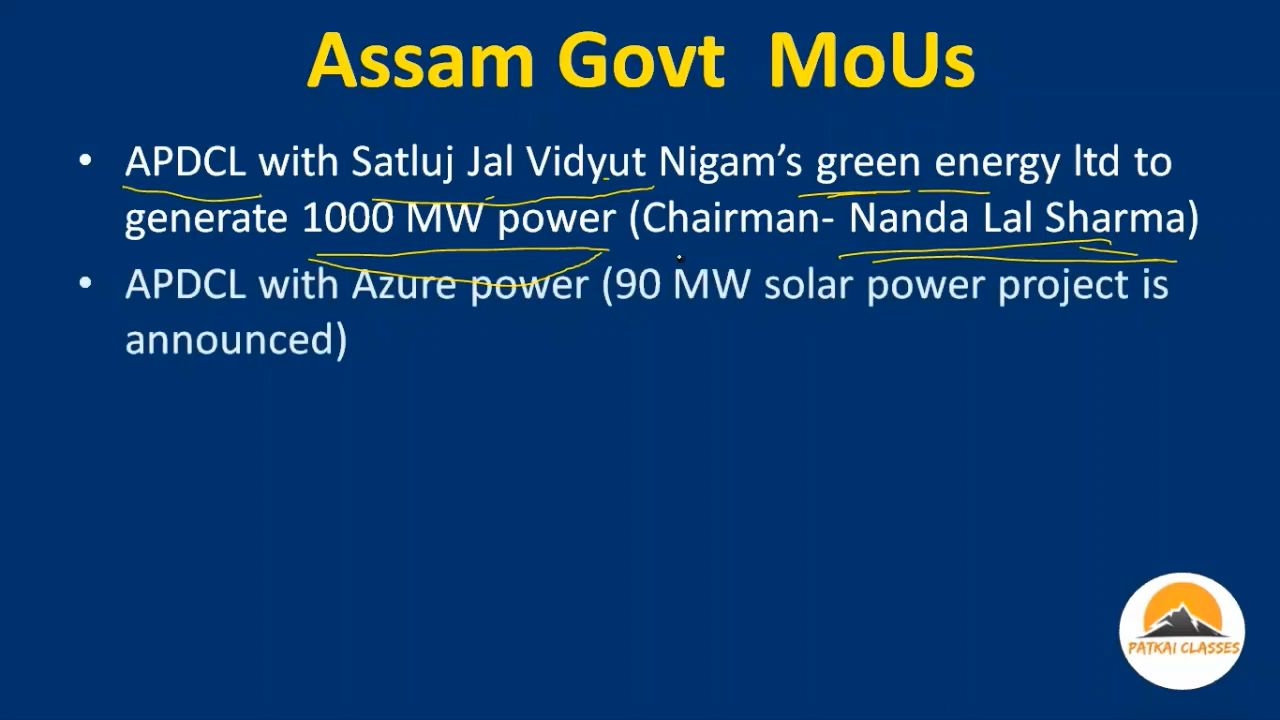 Assam Govt MoUs
• APDCL with Satluj Jal Vidyut Nigam's green energy ltd to
generate 1000 MW power (Chairman- Nanda Lal Sharma)
• APDCL with Azure power (90 MW solar power project is
announced)
PATKAI CLASSES